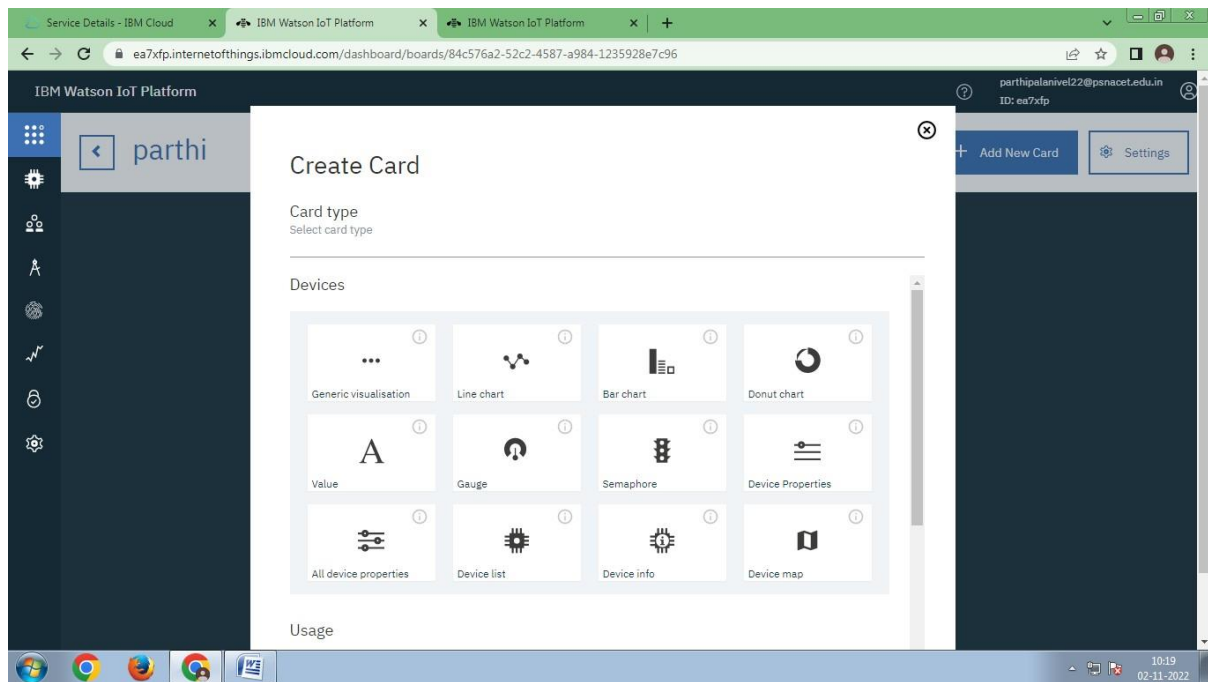 Service Details - IBM Cloud
IBM Watson IoT Platform
IBM Watson IoT Platform
ea7xfp.internetofthings.ibmcloud.com/dashboard/boards/84c576a2-52c2-4587-a984-1235928e7c96
IBM Watson IoT Platform
parthipalanivel22@psnacet.edu.in
ID: ea7xfp
parthi
Add New Card
Settings
Create Card
Card type
Select card type
Devices
Generic visualisation
Line chart
Bar chart
Donut chart
Value
Gauge
Semaphore
Device Properties
All device properties
Device list
Device info
Device map
Usage
10:19
02-11-2022